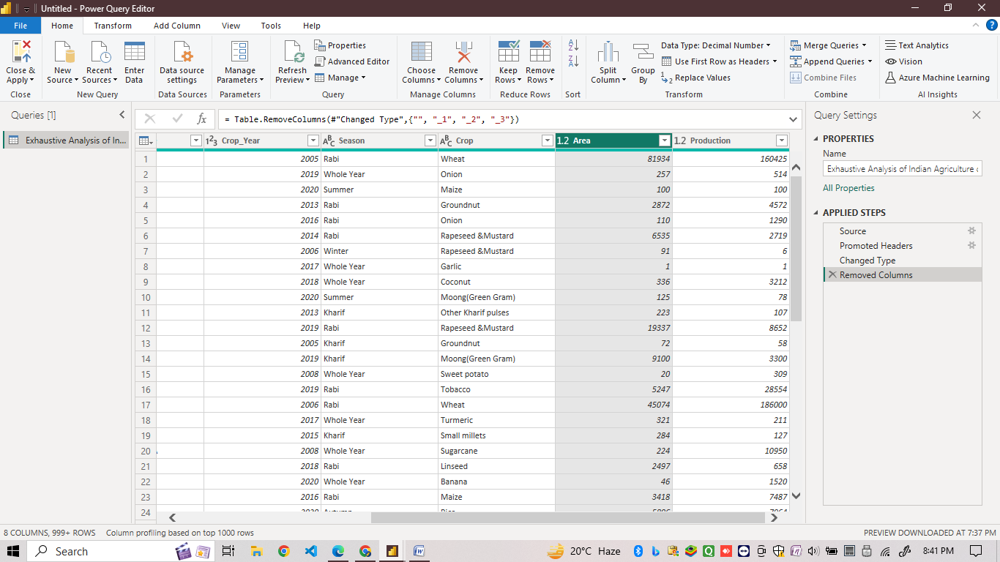 Untitled - Power Query Editor
File Home Transform Add Column View Tools Help
Close & Apply
New Source
Recent Sources
Enter Data
Data source settings
Manage Parameters
Refresh Preview
Properties
Advanced Editor
Manage
Choose Columns
Remove Columns
Keep Rows
Remove Rows
Split Column
Group By
Data Type: Decimal Number
Use First Row as Headers
Replace Values
Merge Queries
Append Queries
Combine Files
Text Analytics
Vision
Azure Machine Learning
Close New Query Data Sources Parameters Query Manage Columns Reduce Rows Sort Transform Combine AI Insights
Queries [1]
Exhaustive Analysis of In...
= Table.RemoveColumns(#"Changed Type",{"", "_1", "_2", "_3"})
Crop_Year Season Crop 1.2 Area 1.2 Production
1 2005 Rabi Wheat 81934 160425
2 2019 Whole Year Onion 257 514
3 2020 Summer Maize 100 100
4 2013 Rabi Groundnut 2872 4572
5 2016 Rabi Onion 110 1290
6 2014 Rabi Rapeseed &Mustard 6535 2719
7 2006 Winter Rapeseed &Mustard 91 6
8 2017 Whole Year Garlic 1 1
9 2018 Whole Year Coconut 336 3212
10 2020 Summer Moong(Green Gram) 125 78
11 2013 Kharif Other Kharif pulses 223 107
12 2019 Rabi Rapeseed &Mustard 19337 8652
13 2005 Kharif Groundnut 72 58
14 2019 Kharif Moong(Green Gram) 9100 3300
15 2008 Whole Year Sweet potato 20 309
16 2019 Rabi Tobacco 5247 28554
17 2006 Rabi Wheat 45074 186000
18 2017 Whole Year Turmeric 321 211
19 2015 Kharif Small millets 284 127
20 2008 Whole Year Sugarcane 224 10950
21 2018 Rabi Linseed 2497 658
22 2020 Whole Year Banana 46 1520
23 2016 Rabi Maize 3418 7487
24
Query Settings
PROPERTIES
Name
Exhaustive Analysis of Indian Agriculture
All Properties
APPLIED STEPS
Source
Promoted Headers
Changed Type
Removed Columns
8 COLUMNS, 999+ ROWS Column profiling based on top 1000 rows
PREVIEW DOWNLOADED AT 7:37 PM
Search
20°C Haze
8:41 PM